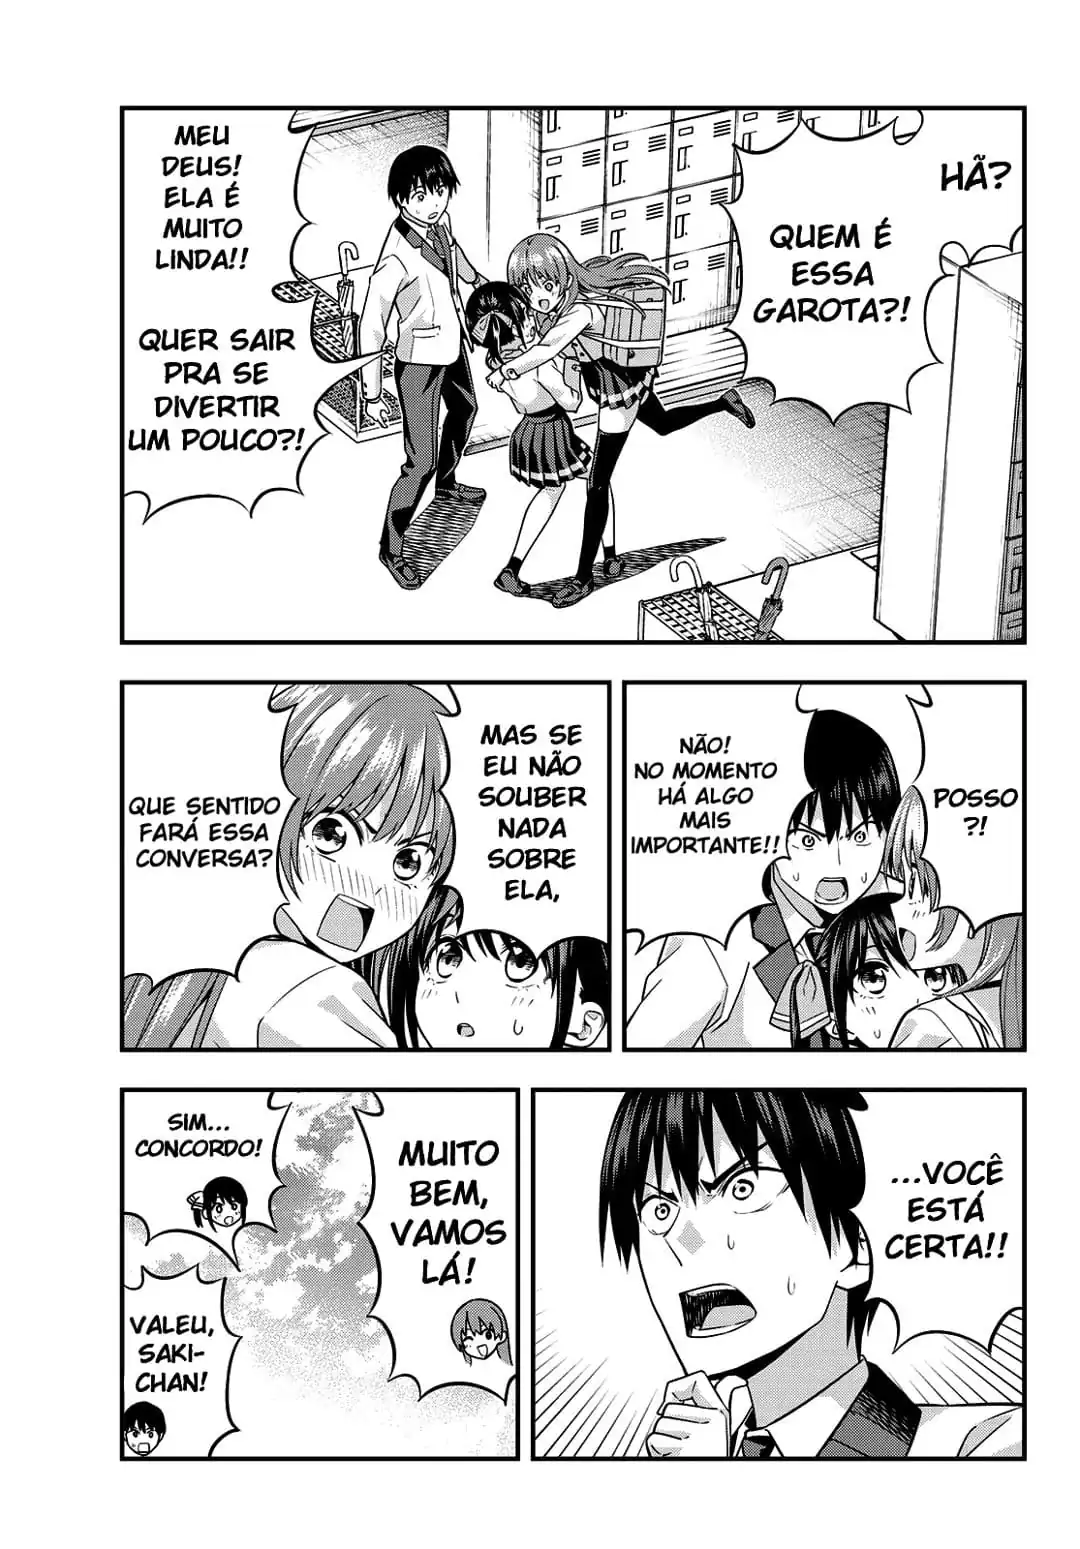 HÃ?
QUEM É
ESSA
GAROTA?!
MEU
DEUS!
ELA É
MUITO
LINDA!!
QUER SAIR
PRA SE
DIVERTIR
UM POUCO?!
POSSO
?!
NÃO!
NO MOMENTO
HÁ ALGO
MAIS
IMPORTANTE!!
MAS SE
EU NÃO
SOUBER
NADA
SOBRE
ELA,
QUE SENTIDO
FARÁ ESSA
CONVERSA?
...VOCÊ
ESTÁ
CERTA!!
MUITO
BEM,
VAMOS
LÁ!
SIM...
CONCORDO!
VALEU,
SAKI-
CHAN!